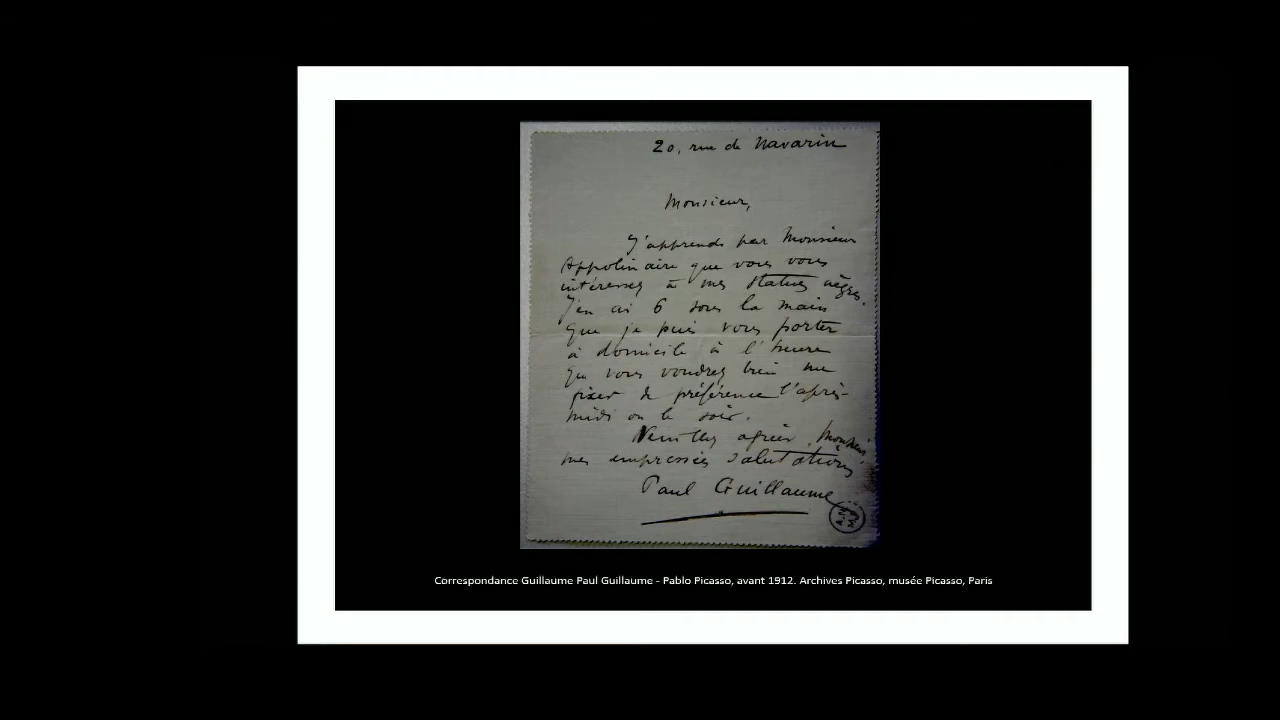 20, rue de Navarin
Monsieur,
J'apprends par Monsieur
Appolinaire que vous vous
intéressez à mes statues nègres.
J'en ai 6 sous la main
que je puis vous porter
à domicile à l'heure
que vous voudrez bien me
fixer de préférence l'après-
midi ou le soir.
Veuillez agréer, Monsieur,
mes empressées salutations
Paul Guillaume
Correspondance Guillaume Paul Guillaume - Pablo Picasso, avant 1912. Archives Picasso, musée Picasso, Paris